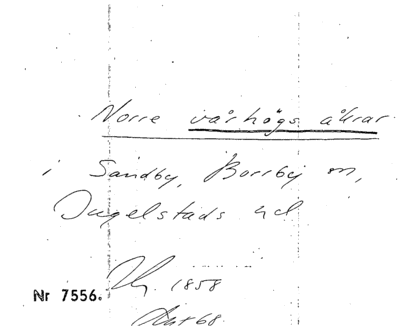 Norre vårhögs åkrar
i Sandby, Borrby sn,
Ingelstads hd
1858
Nr 7556.